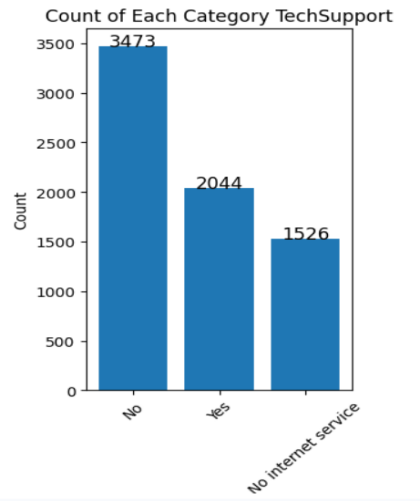 Count of Each Category TechSupport
3473
2044
1526
3500
3000
2500
2000
1500
1000
500
0
Count
No
Yes
No internet service